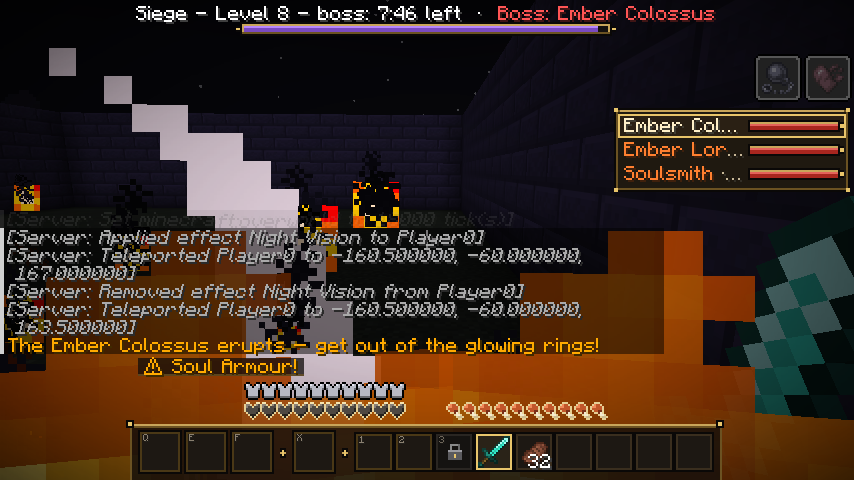 Siege – Level 8 – boss: 7:46 left · Boss: Ember Colossus
Ember Col...
Ember Lor...
Soulsmith ·...
[Server: Applied effect Night Vision to Player0]
[Server: Teleported Player0 to -160.500000, -60.000000,
167.000000]
[Server: Removed effect Night Vision from Player0]
[Server: Teleported Player0 to -160.500000, -60.000000,
163.500000]
The Ember Colossus erupts – get out of the glowing rings!
⚠ Soul Armour!
Q E F X 1 2 3
32